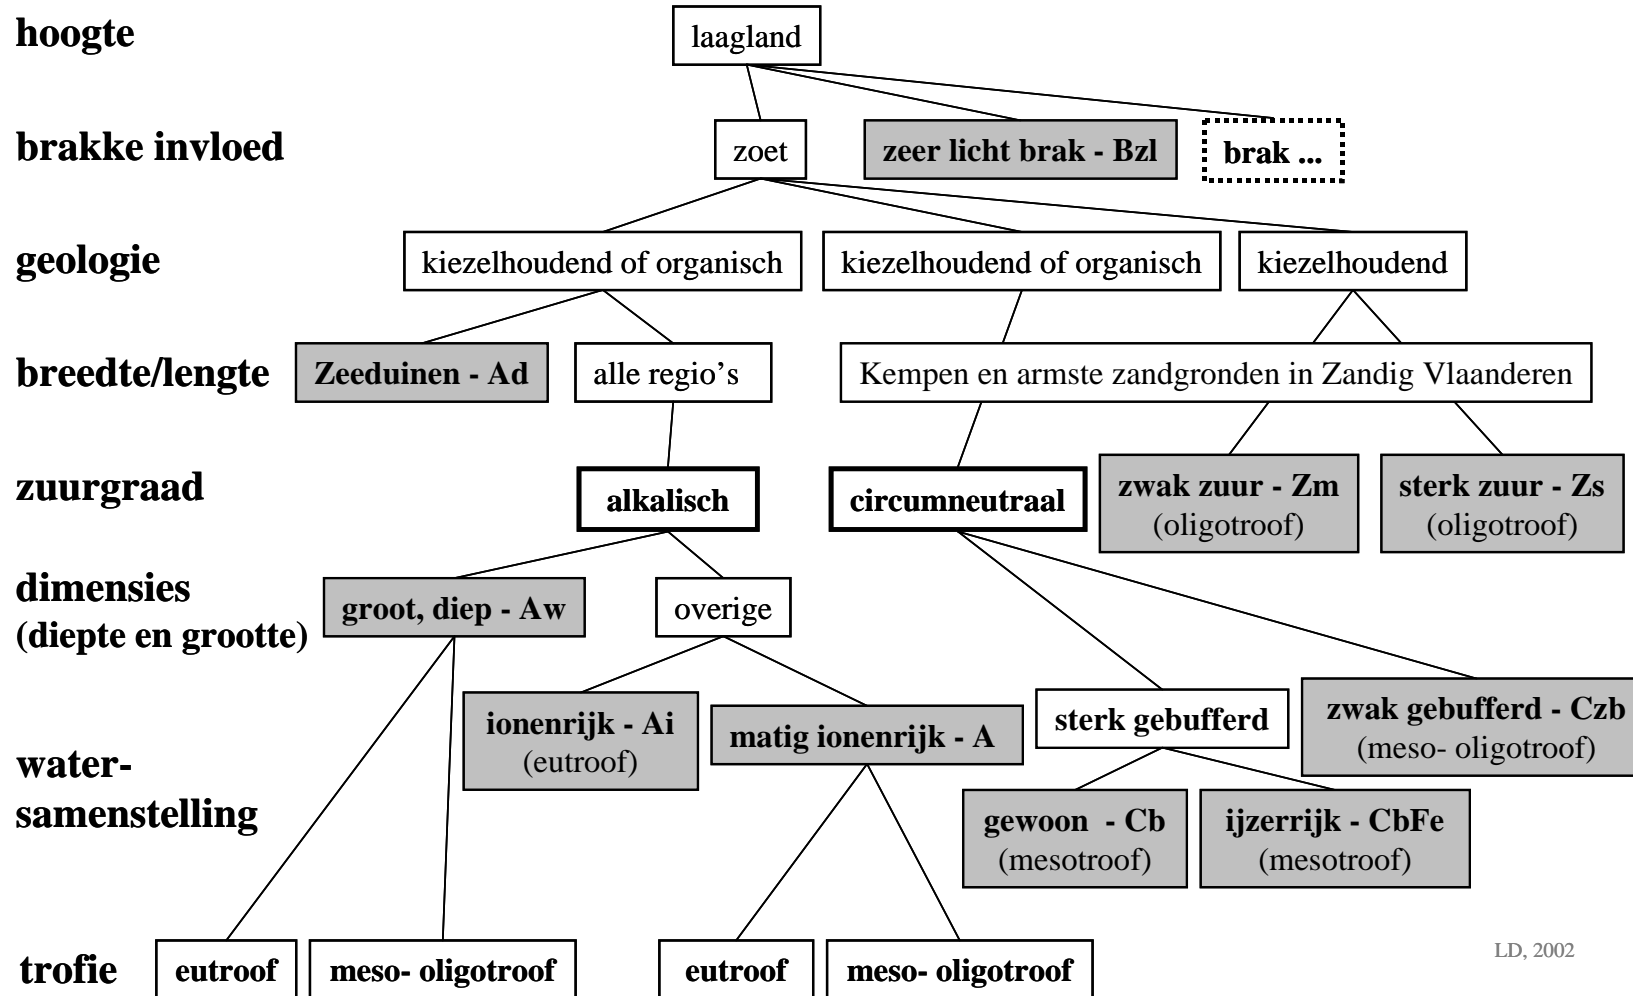 hoogte
laagland
brakke invloed
zoet
zeer licht brak - Bzl
brak ...
geologie
kiezelhoudend of organisch
kiezelhoudend of organisch
kiezelhoudend
breedte/lengte
Zeeduinen - Ad
alle regio's
Kempen en armste zandgronden in Zandig Vlaanderen
zuurgraad
alkalisch
circumneutraal
zwak zuur - Zm
(oligotroof)
sterk zuur - Zs
(oligotroof)
dimensies
(diepte en grootte)
groot, diep - Aw
overige
water-
samenstelling
ionenrijk - Ai
(eutroof)
matig ionenrijk - A
sterk gebufferd
zwak gebufferd - Czb
(meso- oligotroof)
gewoon - Cb
(mesotroof)
ijzerrijk - CbFe
(mesotroof)
trofie
eutroof
meso- oligotroof
eutroof
meso- oligotroof
LD, 2002